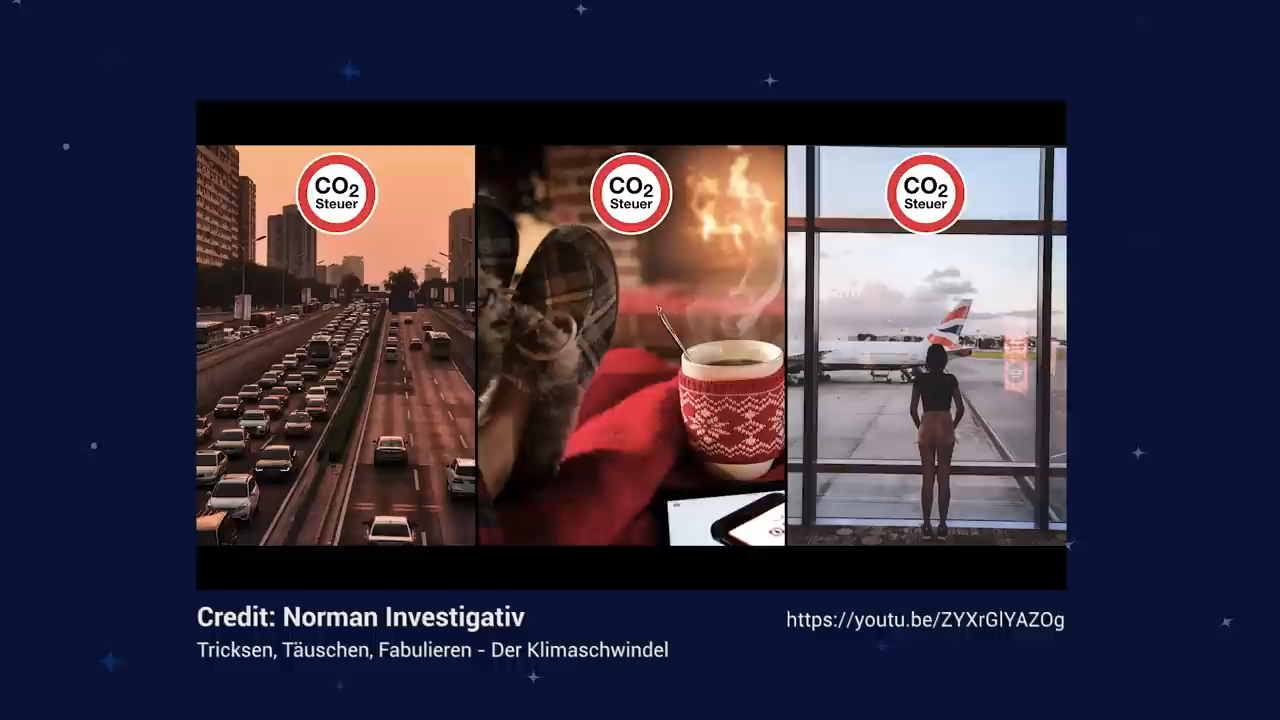 CO2
Steuer
CO2
Steuer
CO2
Steuer
Credit: Norman Investigativ
https://youtu.be/ZYXrGlYAZOg
Tricksen, Täuschen, Fabulieren - Der Klimaschwindel